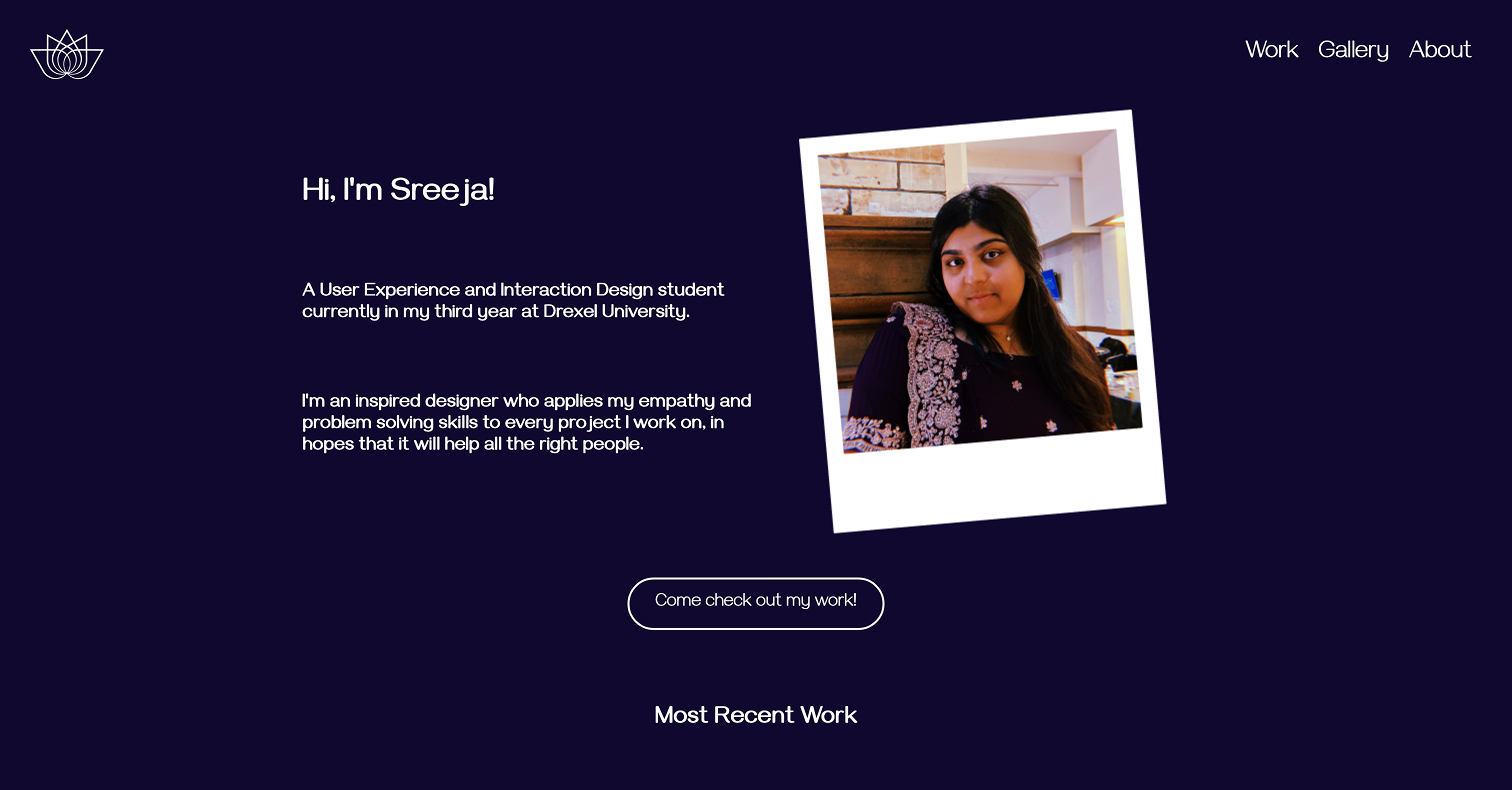 Work Gallery About
Hi, I'm Sreeja!
A User Experience and Interaction Design student
currently in my third year at Drexel University.
I'm an inspired designer who applies my empathy and
problem solving skills to every project I work on, in
hopes that it will help all the right people.
Come check out my work!
Most Recent Work